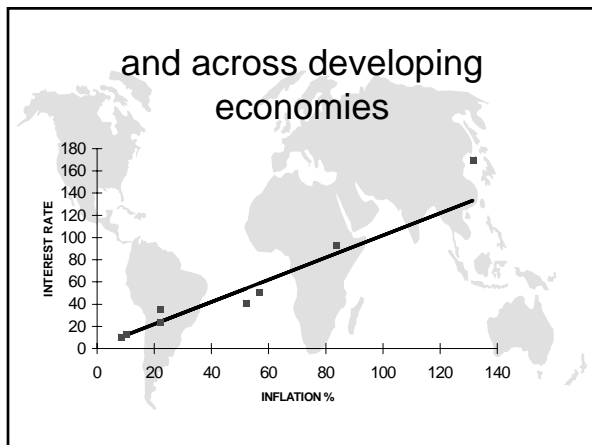 and across developing
economies
180
160
140
120
100
80
60
40
20
0
INTEREST RATE
0 20 40 60 80 100 120 140
INFLATION %